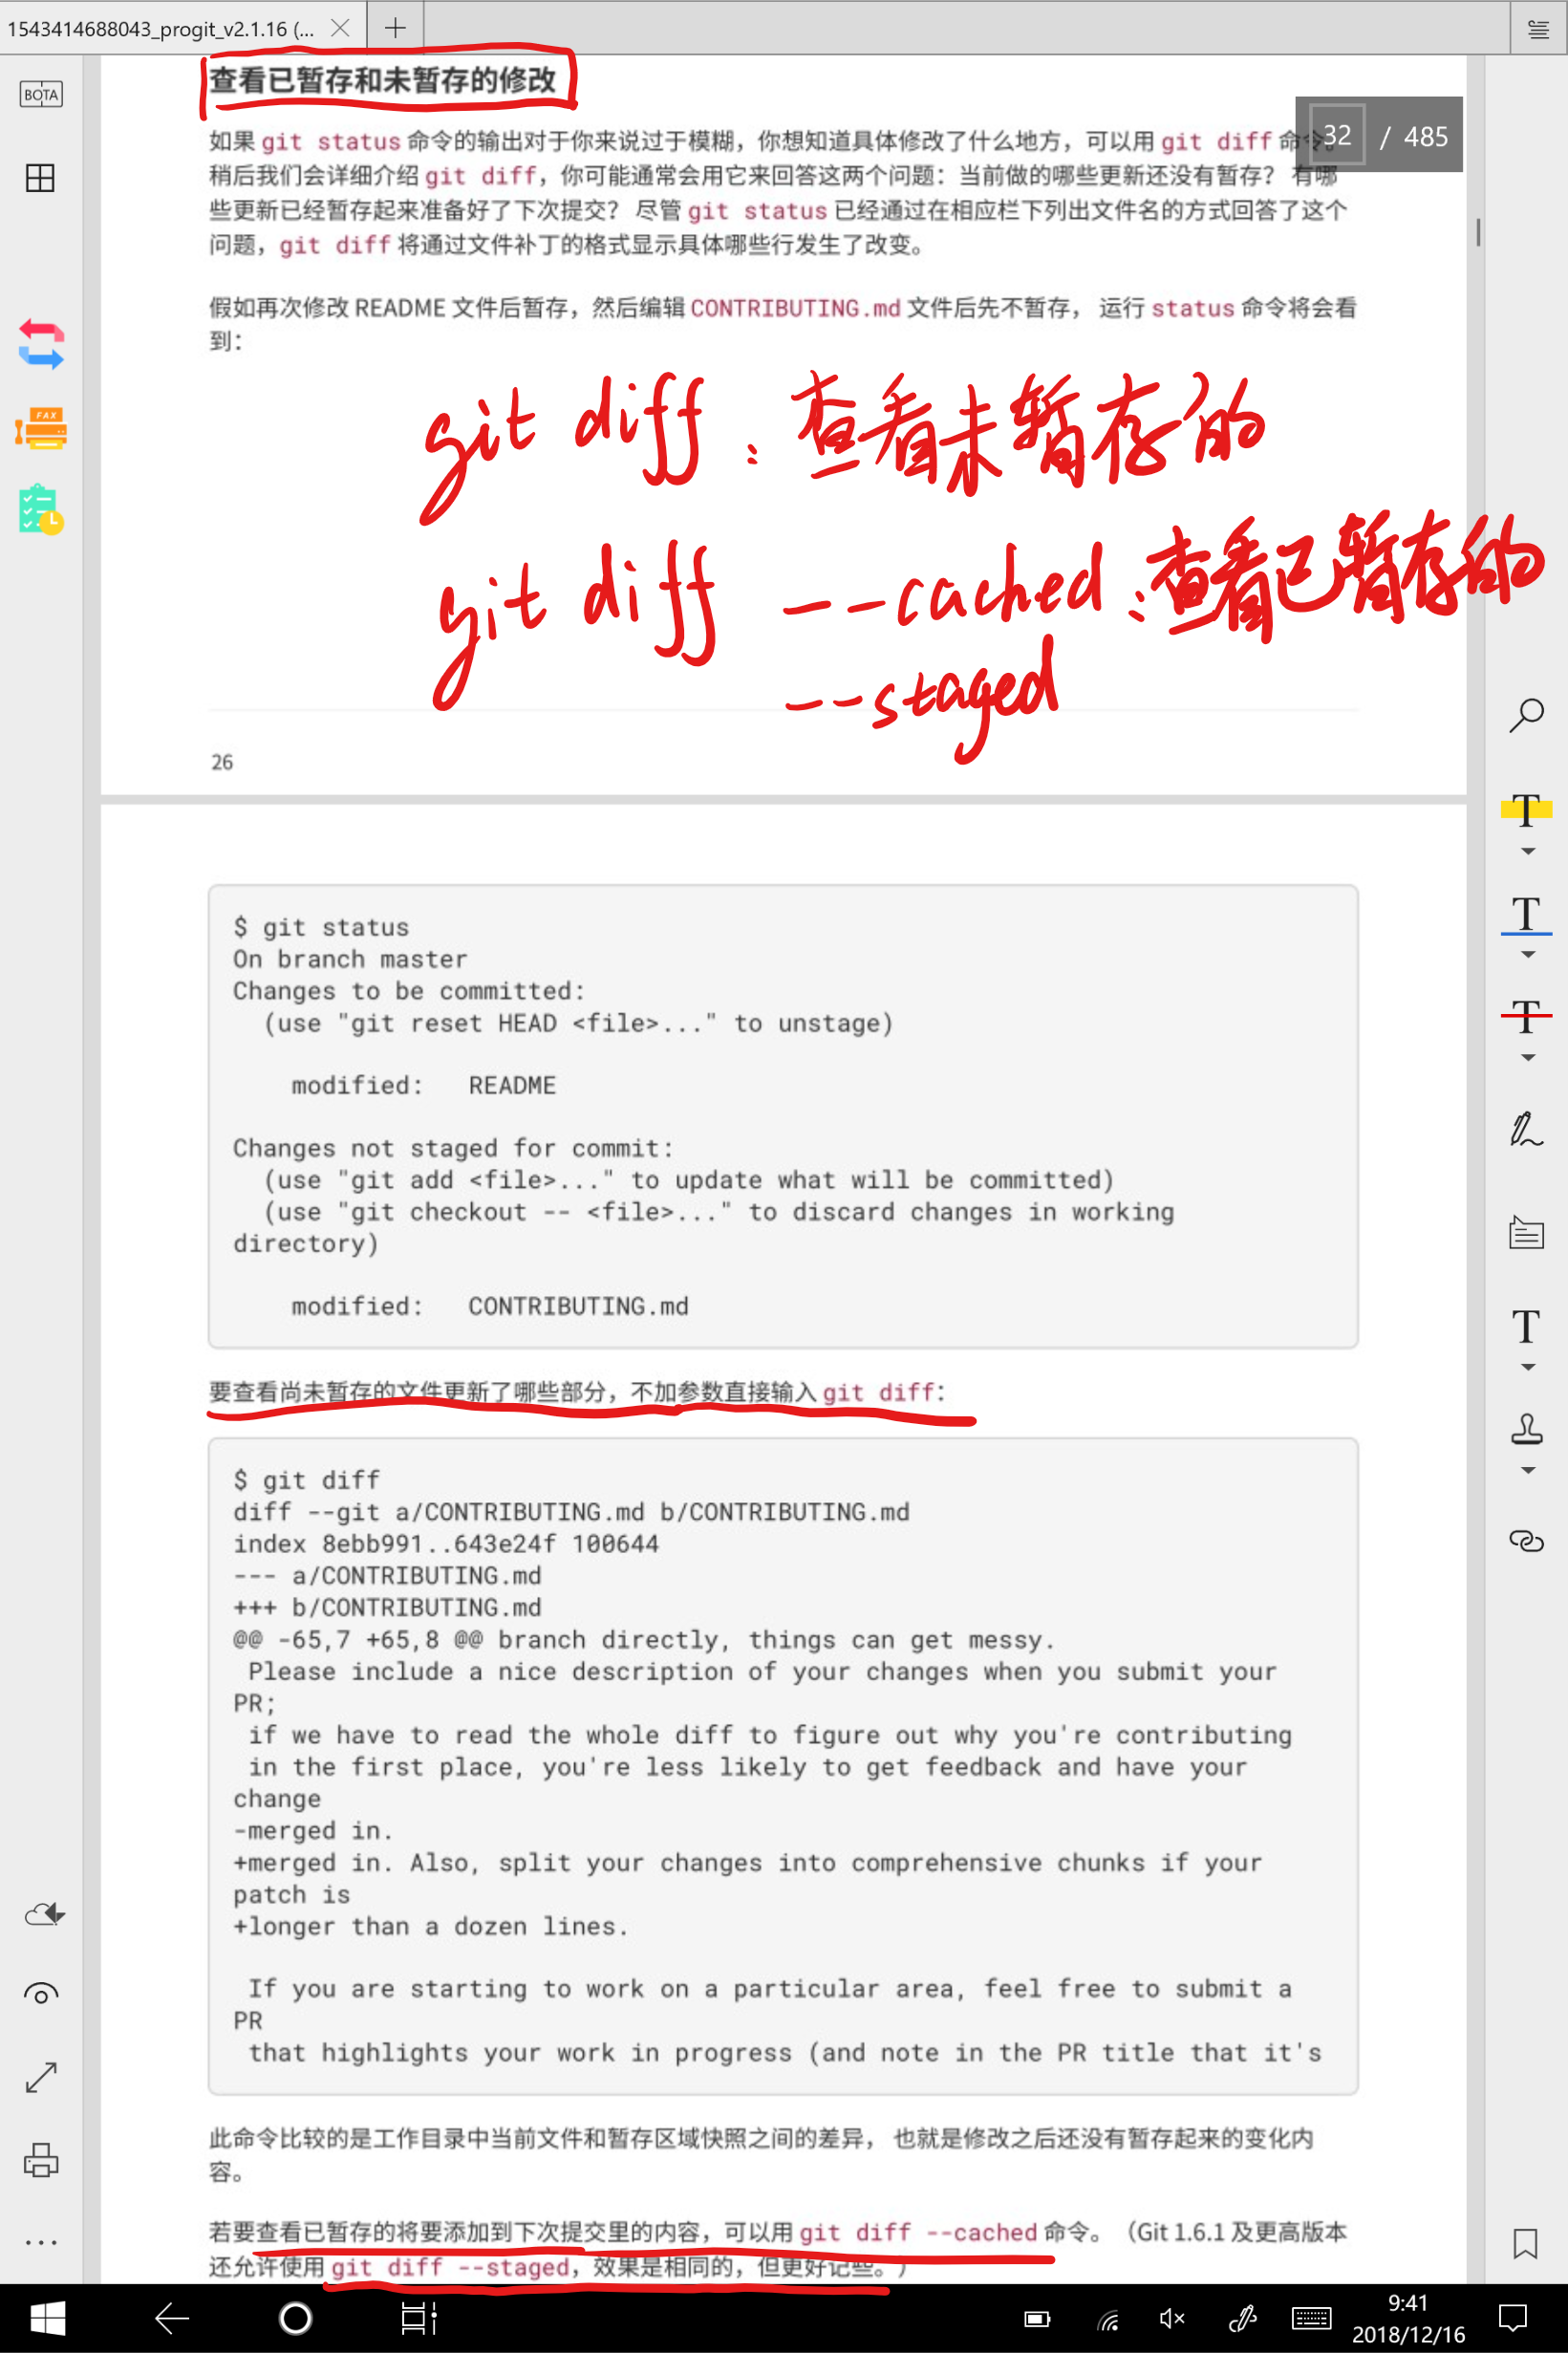 1543414688043_progit_v2.1.16 (...
BOTA
查看已暂存和未暂存的修改
32 / 485
如果 git status 命令的输出对于你来说过于模糊，你想知道具体修改了什么地方，可以用 git diff 命令。
稍后我们会详细介绍 git diff，你可能通常会用它来回答这两个问题：当前做的哪些更新还没有暂存？ 有哪
些更新已经暂存起来准备好了下次提交？ 尽管 git status 已经通过在相应栏下列出文件名的方式回答了这个
问题，git diff 将通过文件补丁的格式显示具体哪些行发生了改变。
假如再次修改 README 文件后暂存，然后编辑 CONTRIBUTING.md 文件后先不暂存， 运行 status 命令将会看
到：
FAX
git diff：查看未暂存的
git diff --cached：查看已暂存的
--staged
26
$ git status
On branch master
Changes to be committed:
  (use "git reset HEAD <file>..." to unstage)
    modified:   README
Changes not staged for commit:
  (use "git add <file>..." to update what will be committed)
  (use "git checkout -- <file>..." to discard changes in working
directory)
    modified:   CONTRIBUTING.md
要查看尚未暂存的文件更新了哪些部分，不加参数直接输入 git diff：
$ git diff
diff --git a/CONTRIBUTING.md b/CONTRIBUTING.md
index 8ebb991..643e24f 100644
--- a/CONTRIBUTING.md
+++ b/CONTRIBUTING.md
@@ -65,7 +65,8 @@ branch directly, things can get messy.
 Please include a nice description of your changes when you submit your
PR;
 if we have to read the whole diff to figure out why you're contributing
 in the first place, you're less likely to get feedback and have your
change
-merged in.
+merged in. Also, split your changes into comprehensive chunks if your
patch is
+longer than a dozen lines.
 If you are starting to work on a particular area, feel free to submit a
PR
 that highlights your work in progress (and note in the PR title that it's
此命令比较的是工作目录中当前文件和暂存区域快照之间的差异， 也就是修改之后还没有暂存起来的变化内
容。
若要查看已暂存的将要添加到下次提交里的内容，可以用 git diff --cached 命令。（Git 1.6.1 及更高版本
还允许使用 git diff --staged，效果是相同的，但更好记些。）
9:41
2018/12/16